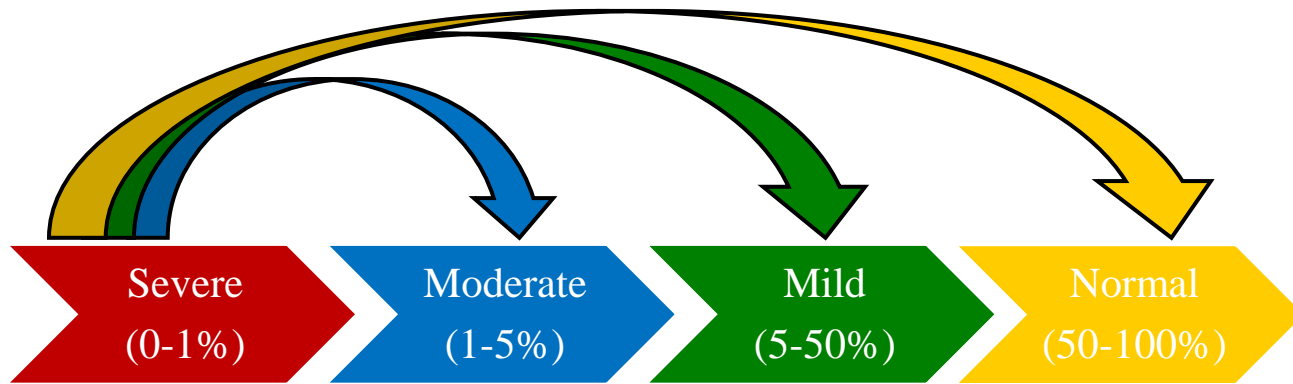 Severe
(0-1%)
Moderate
(1-5%)
Mild
(5-50%)
Normal
(50-100%)